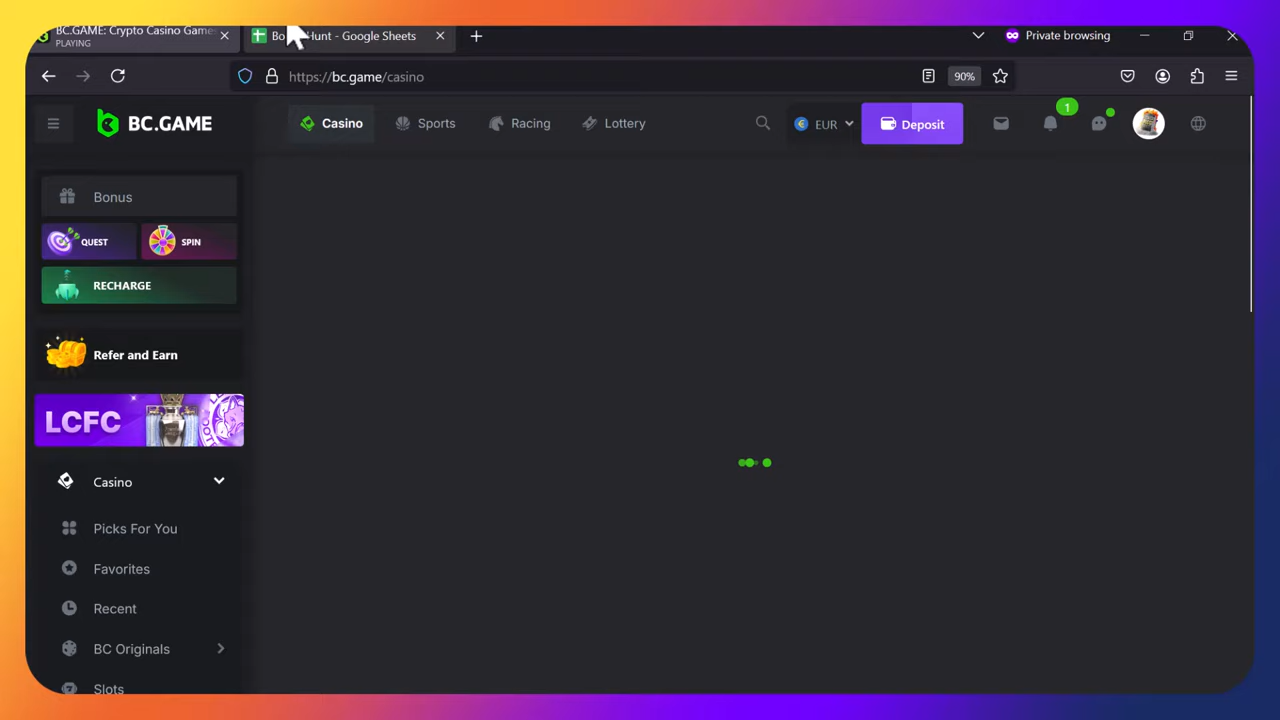 BC.GAME: Crypto Casino Games
PLAYING
Hunt - Google Sheets
Private browsing
https://bc.game/casino
90%
BC.GAME
Casino
Sports
Racing
Lottery
EUR
Deposit
1
Bonus
QUEST
SPIN
RECHARGE
Refer and Earn
LCFC
Casino
Picks For You
Favorites
Recent
BC Originals
Slots